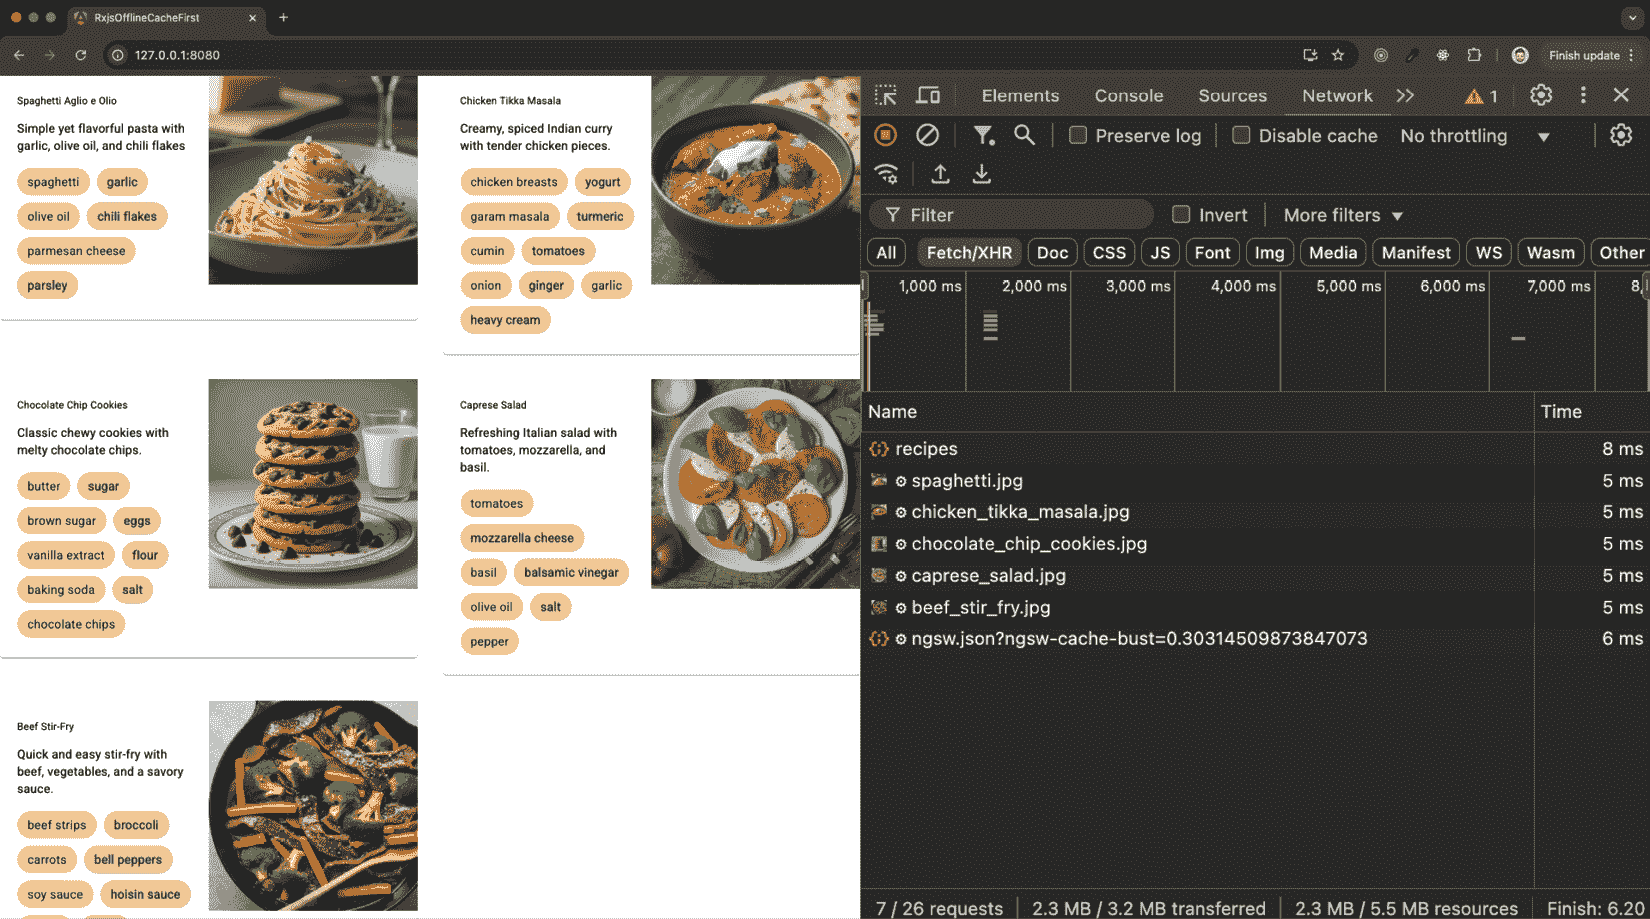 RxjsOfflineCacheFirst
127.0.0.1:8080
Finish update
Spaghetti Aglio e Olio
Simple yet flavorful pasta with
garlic, olive oil, and chili flakes
spaghetti garlic
olive oil chili flakes
parmesan cheese
parsley
Chicken Tikka Masala
Creamy, spiced Indian curry
with tender chicken pieces.
chicken breasts yogurt
garam masala turmeric
cumin tomatoes
onion ginger garlic
heavy cream
Chocolate Chip Cookies
Classic chewy cookies with
melty chocolate chips.
butter sugar
brown sugar eggs
vanilla extract flour
baking soda salt
chocolate chips
Caprese Salad
Refreshing Italian salad with
tomatoes, mozzarella, and
basil.
tomatoes
mozzarella cheese
basil balsamic vinegar
olive oil salt
pepper
Beef Stir-Fry
Quick and easy stir-fry with
beef, vegetables, and a savory
sauce.
beef strips broccoli
carrots bell peppers
soy sauce hoisin sauce
Elements Console Sources Network 1
Preserve log Disable cache No throttling
Filter Invert More filters
All Fetch/XHR Doc CSS JS Font Img Media Manifest WS Wasm Other
1,000 ms 2,000 ms 3,000 ms 4,000 ms 5,000 ms 6,000 ms 7,000 ms 8,
Name Time
recipes 8 ms
spaghetti.jpg 5 ms
chicken_tikka_masala.jpg 5 ms
chocolate_chip_cookies.jpg 5 ms
caprese_salad.jpg 5 ms
beef_stir_fry.jpg 5 ms
ngsw.json?ngsw-cache-bust=0.30314509873847073 6 ms
7 / 26 requests 2.3 MB / 3.2 MB transferred 2.3 MB / 5.5 MB resources Finish: 6.20